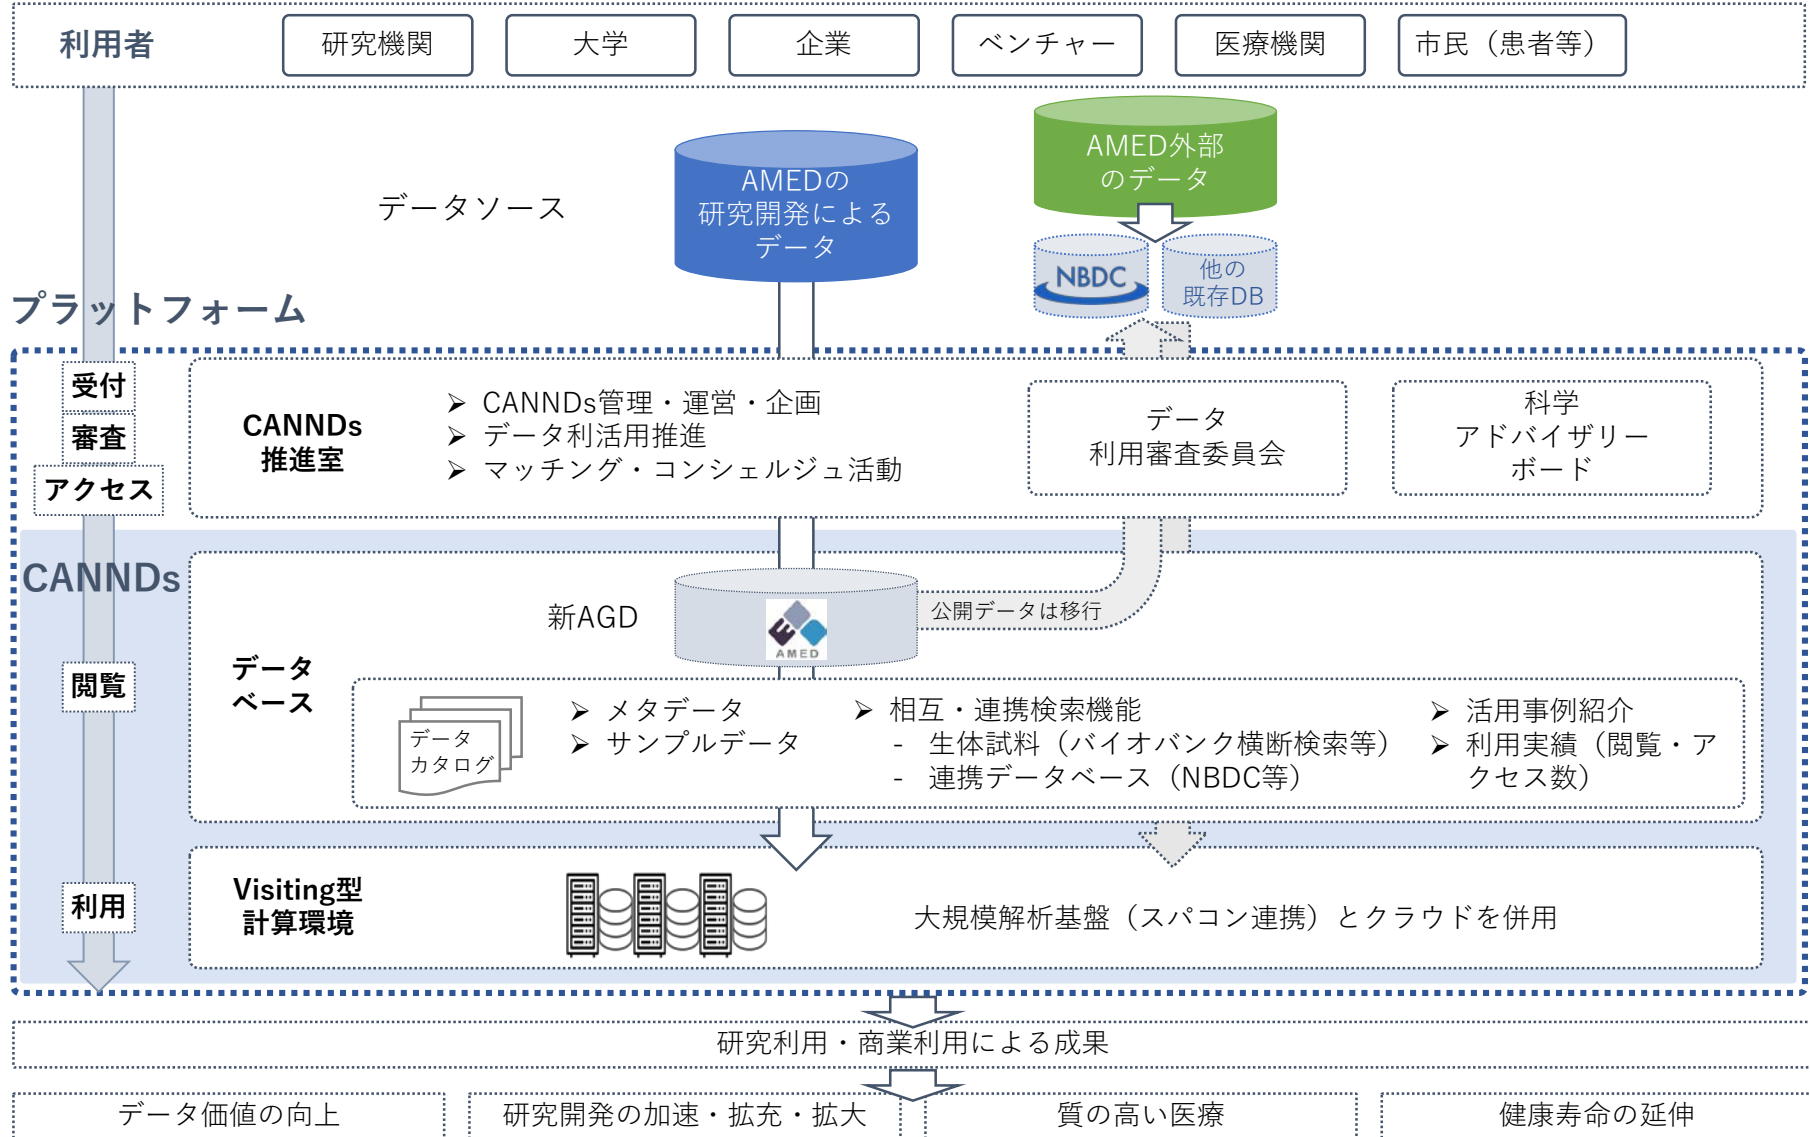 利用者
研究機関
大学
企業
ベンチャー
医療機関
市民（患者等）
データソース
AMEDの
研究開発による
データ
AMED外部
のデータ
NBDC
他の
既存DB
プラットフォーム
受付
審査
アクセス
CANNDs
推進室
➢ CANNDs管理・運営・企画
➢ データ利活用推進
➢ マッチング・コンシェルジュ活動
データ
利用審査委員会
科学
アドバイザリー
ボード
CANNDs
閲覧
利用
データ
ベース
新AGD
AMED
公開データは移行
データ
カタログ
➢ メタデータ
➢ サンプルデータ
➢ 相互・連携検索機能
- 生体試料（バイオバンク横断検索等）
- 連携データベース（NBDC等）
➢ 活用事例紹介
➢ 利用実績（閲覧・ア
クセス数）
Visiting型
計算環境
大規模解析基盤（スパコン連携）とクラウドを併用
研究利用・商業利用による成果
データ価値の向上
研究開発の加速・拡充・拡大
質の高い医療
健康寿命の延伸